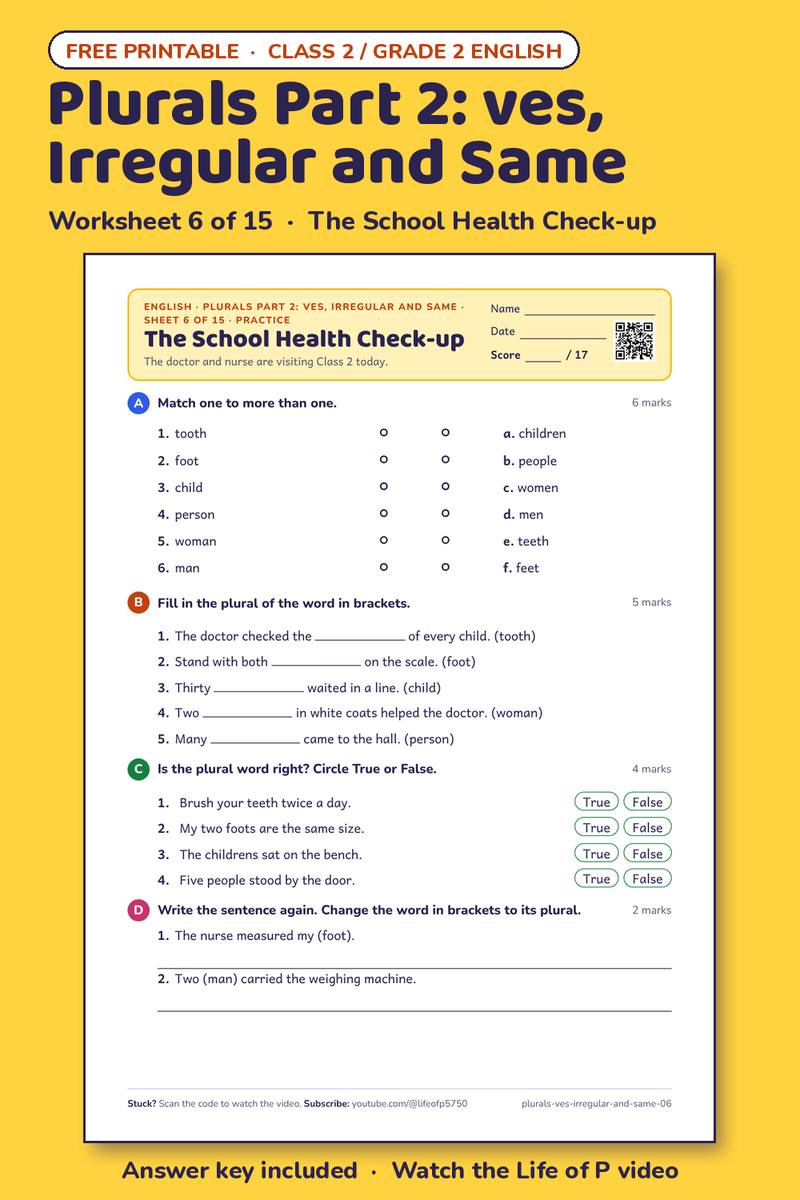 FREE PRINTABLE · CLASS 2 / GRADE 2 ENGLISH
Plurals Part 2: ves,
Irregular and Same
Worksheet 6 of 15 · The School Health Check-up
ENGLISH · PLURALS PART 2: VES, IRREGULAR AND SAME ·
SHEET 6 OF 15 · PRACTICE
The School Health Check-up
The doctor and nurse are visiting Class 2 today.
Name
Date
Score / 17
A Match one to more than one. 6 marks
1. tooth a. children
2. foot b. people
3. child c. women
4. person d. men
5. woman e. teeth
6. man f. feet
B Fill in the plural of the word in brackets. 5 marks
1. The doctor checked the ____________ of every child. (tooth)
2. Stand with both ____________ on the scale. (foot)
3. Thirty ____________ waited in a line. (child)
4. Two ____________ in white coats helped the doctor. (woman)
5. Many ____________ came to the hall. (person)
C Is the plural word right? Circle True or False. 4 marks
1. Brush your teeth twice a day. True False
2. My two foots are the same size. True False
3. The childrens sat on the bench. True False
4. Five people stood by the door. True False
D Write the sentence again. Change the word in brackets to its plural. 2 marks
1. The nurse measured my (foot).
2. Two (man) carried the weighing machine.
Stuck? Scan the code to watch the video. Subscribe: youtube.com/@lifeofp5750 plurals-ves-irregular-and-same-06
Answer key included · Watch the Life of P video